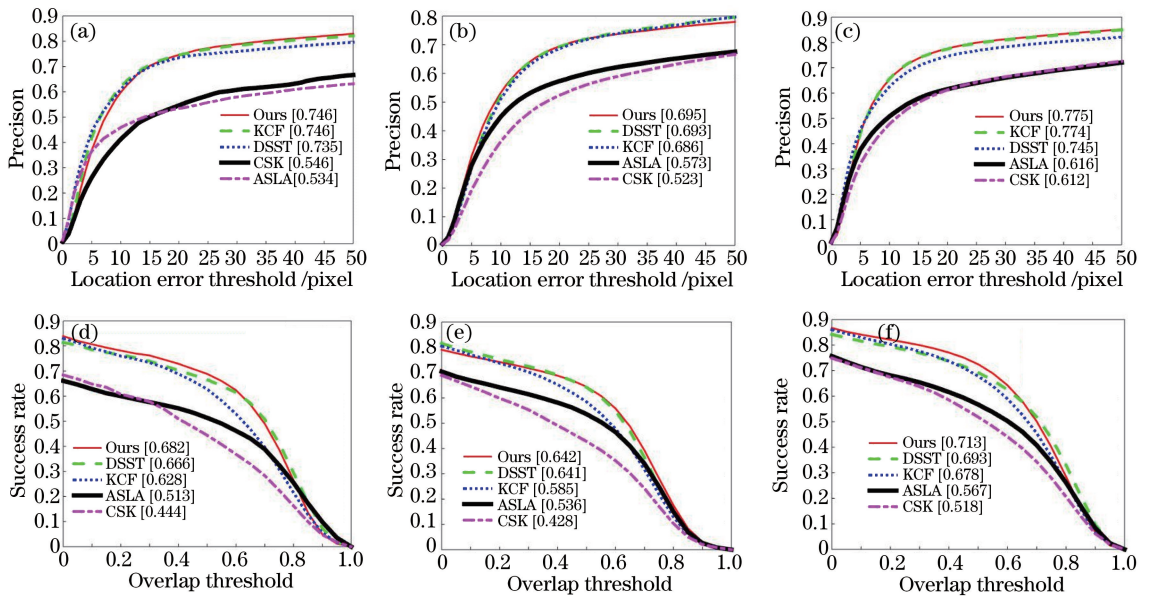 (a)
0.9
0.8
0.7
0.6
0.5
0.4
0.3
0.2
0.1
0
Precison
Ours [0.746]
KCF [0.746]
DSST [0.735]
CSK [0.546]
ASLA[0.534]
0 5 10 15 20 25 30 35 40 45 50
Location error threshold /pixel
(b)
0.8
0.7
0.6
0.5
0.4
0.3
0.2
0.1
0
Precison
Ours [0.695]
DSST [0.693]
KCF [0.686]
ASLA [0.573]
CSK [0.523]
0 5 10 15 15 25 30 35 40 45 50
Location error threshold /pixel
(c)
0.9
0.8
0.7
0.6
0.5
0.4
0.3
0.2
0.1
0
Precison
Ours [0.775]
KCF [0.774]
DSST [0.745]
ASLA [0.616]
CSK [0.612]
0 5 10 15 20 25 30 35 40 45 50
Location error threshold /pixel
(d)
0.9
0.8
0.7
0.6
0.5
0.4
0.3
0.2
0.1
0
Success rate
Ours [0.682]
DSST [0.666]
KCF [0.628]
ASLA [0.513]
CSK [0.444]
0 0.2 0.4 0.6 0.8 1.0
Overlap threshold
(e)
0.9
0.8
0.7
0.6
0.5
0.4
0.3
0.2
0.1
0
Success rate
Ours [0.642]
DSST [0.641]
KCF [0.585]
ASLA [0.536]
CSK [0.428]
0 0.2 0.4 0.6 0.8 1.0
Overlap threshold
(f)
0.9
0.8
0.7
0.6
0.5
0.4
0.3
0.2
0.1
0
Success rate
Ours [0.713]
DSST [0.693]
KCF [0.678]
ASLA [0.567]
CSK [0.518]
0 0.2 0.4 0.6 0.8 1.0
Overlap threshold